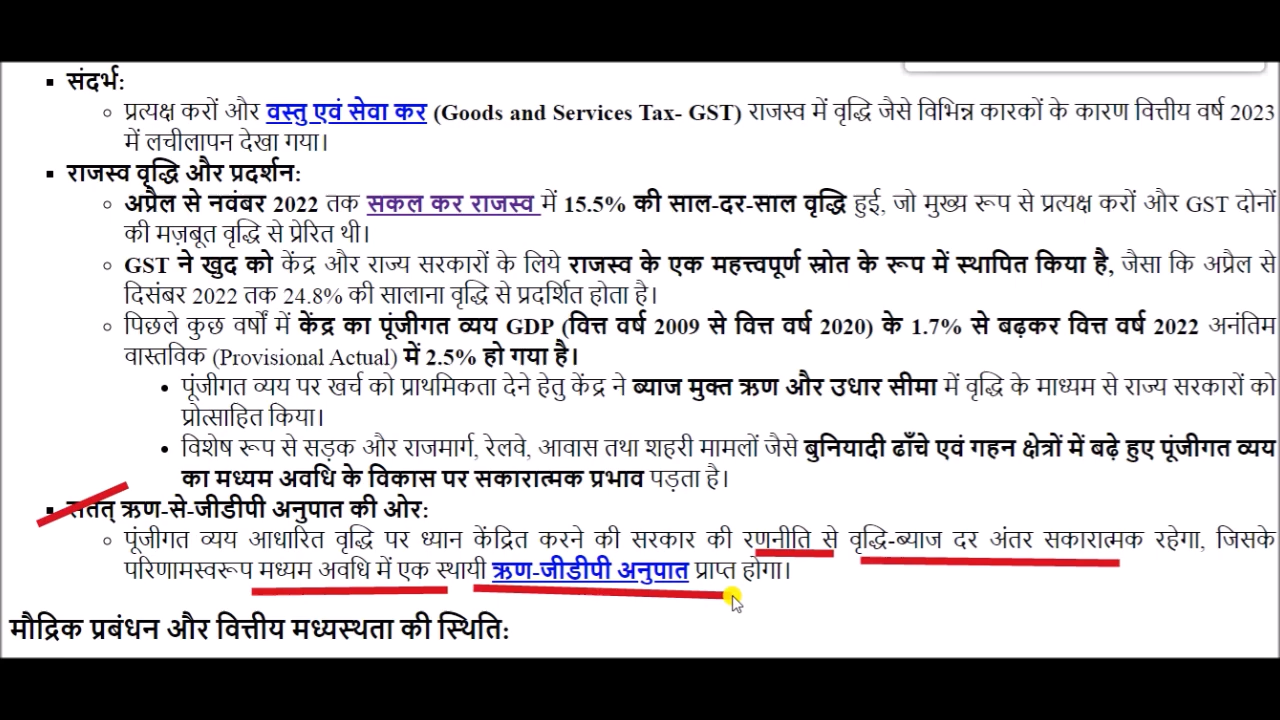 संदर्भ:
प्रत्यक्ष करों और वस्तु एवं सेवा कर (Goods and Services Tax- GST) राजस्व में वृद्धि जैसे विभिन्न कारकों के कारण वित्तीय वर्ष 2023
में लचीलापन देखा गया।
राजस्व वृद्धि और प्रदर्शन:
अप्रैल से नवंबर 2022 तक सकल कर राजस्व में 15.5% की साल-दर-साल वृद्धि हुई, जो मुख्य रूप से प्रत्यक्ष करों और GST दोनों
की मज़बूत वृद्धि से प्रेरित थी।
GST ने खुद को केंद्र और राज्य सरकारों के लिये राजस्व के एक महत्त्वपूर्ण स्रोत के रूप में स्थापित किया है, जैसा कि अप्रैल से
दिसंबर 2022 तक 24.8% की सालाना वृद्धि से प्रदर्शित होता है।
पिछले कुछ वर्षों में केंद्र का पूंजीगत व्यय GDP (वित्त वर्ष 2009 से वित्त वर्ष 2020) के 1.7% से बढ़कर वित्त वर्ष 2022 अनंतिम
वास्तविक (Provisional Actual) में 2.5% हो गया है।
पूंजीगत व्यय पर खर्च को प्राथमिकता देने हेतु केंद्र ने ब्याज मुक्त ऋण और उधार सीमा में वृद्धि के माध्यम से राज्य सरकारों को
प्रोत्साहित किया।
विशेष रूप से सड़क और राजमार्ग, रेलवे, आवास तथा शहरी मामलों जैसे बुनियादी ढाँचे एवं गहन क्षेत्रों में बढ़े हुए पूंजीगत व्यय
का मध्यम अवधि के विकास पर सकारात्मक प्रभाव पड़ता है।
सतत् ऋण-से-जीडीपी अनुपात की ओर:
पूंजीगत व्यय आधारित वृद्धि पर ध्यान केंद्रित करने की सरकार की रणनीति से वृद्धि-ब्याज दर अंतर सकारात्मक रहेगा, जिसके
परिणामस्वरूप मध्यम अवधि में एक स्थायी ऋण-जीडीपी अनुपात प्राप्त होगा।
मौद्रिक प्रबंधन और वित्तीय मध्यस्थता की स्थिति: